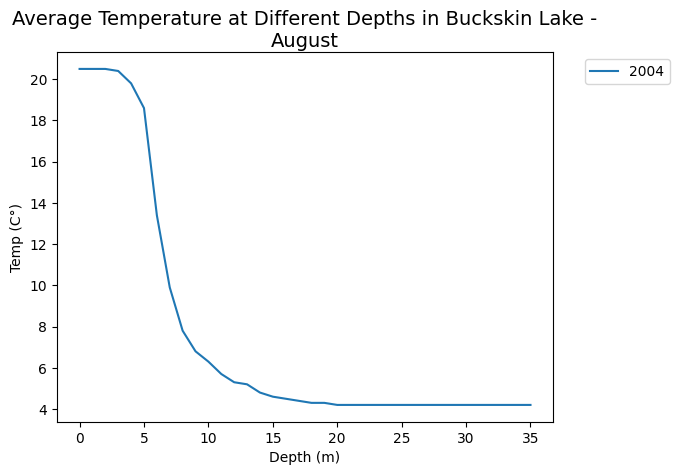 Average Temperature at Different Depths in Buckskin Lake -
August
2004
20
18
16
14
12
10
8
6
4
Temp (C°)
0 5 10 15 20 25 30 35
Depth (m)